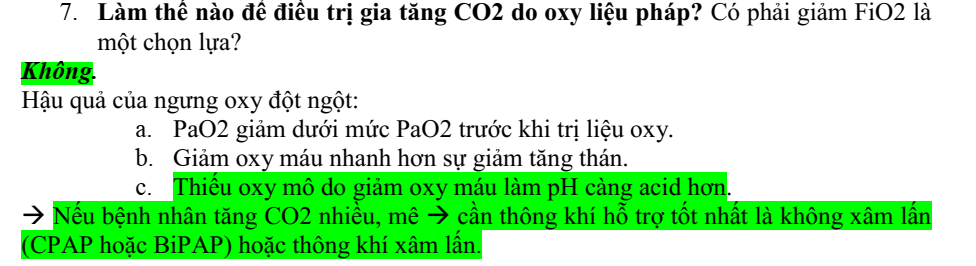 7. Làm thế nào để điều trị gia tăng CO2 do oxy liệu pháp? Có phải giảm FiO2 là
một chọn lựa?
Không.
Hậu quả của ngưng oxy đột ngột:
a. PaO2 giảm dưới mức PaO2 trước khi trị liệu oxy.
b. Giảm oxy máu nhanh hơn sự giảm tăng thán.
c. Thiếu oxy mô do giảm oxy máu làm pH càng acid hơn.
→ Nếu bệnh nhân tăng CO2 nhiều, mê → cần thông khí hỗ trợ tốt nhất là không xâm lấn
(CPAP hoặc BiPAP) hoặc thông khí xâm lấn.